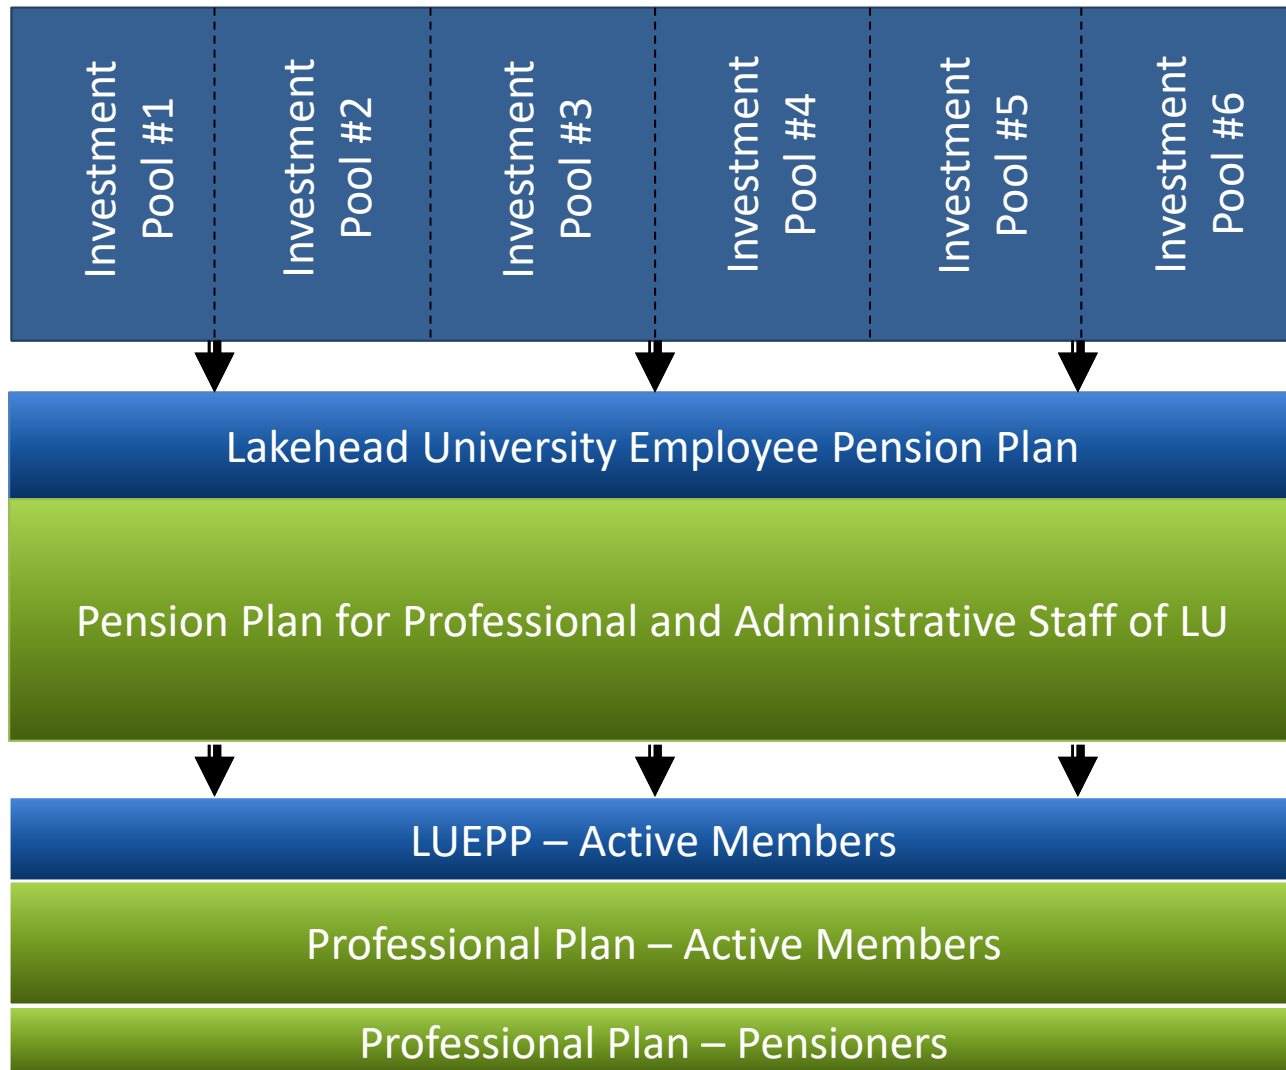 Investment
Pool #1
Investment
Pool #2
Investment
Pool #3
Investment
Pool #4
Investment
Pool #5
Investment
Pool #6
Lakehead University Employee Pension Plan
Pension Plan for Professional and Administrative Staff of LU
LUEPP – Active Members
Professional Plan – Active Members
Professional Plan – Pensioners